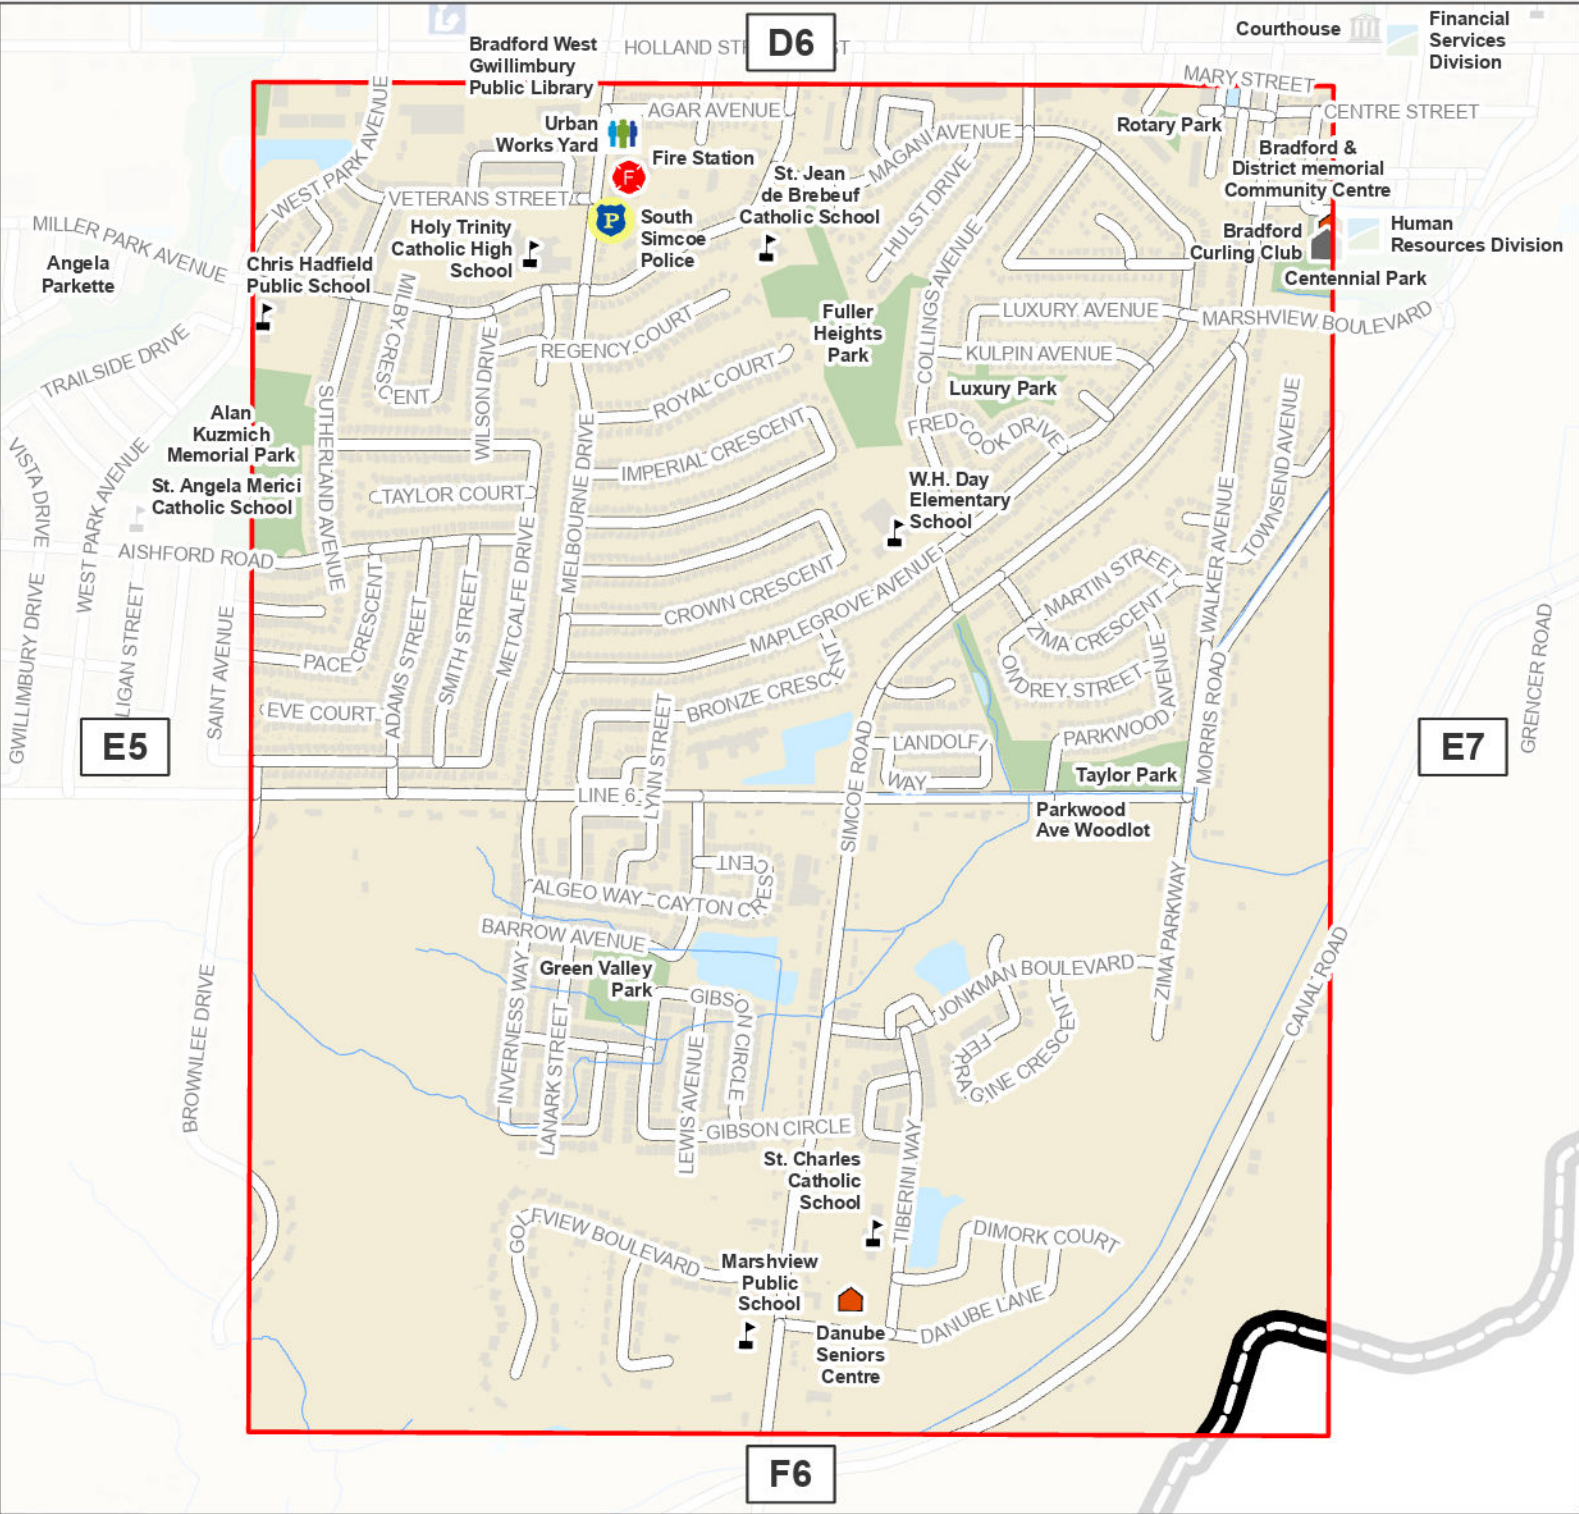 Courthouse
Financial
Services
Division
D6
HOLLAND ST
ST
Bradford West
Gwillimbury
Public Library
MARY STREET
CENTRE STREET
AGAR AVENUE
Urban
Works Yard
Rotary Park
MAGANI AVENUE
Fire Station
F
Bradford &
District memorial
Community Centre
WEST PARK AVENUE
VETERANS STREET
St. Jean
de Brebeuf
Catholic School
HULST DRIVE
P
South
Simcoe
Police
Holy Trinity
Catholic High
School
MILLER PARK AVENUE
Angela
Parkette
Chris Hadfield
Public School
Bradford
Curling Club
Human
Resources Division
Centennial Park
MILBY CRESCENT
Fuller
Heights
Park
COLLINGS AVENUE
LUXURY AVENUE
MARSHVIEW BOULEVARD
REGENCY COURT
KULPIN AVENUE
TRAILSIDE DRIVE
WILSON DRIVE
ROYAL COURT
Luxury Park
SUTHERLAND AVENUE
Alan
Kuzmich
Memorial Park
IMPERIAL CRESCENT
FRED COOK DRIVE
TOWNSEND AVENUE
VISTA DRIVE
WEST PARK AVENUE
St. Angela Merici
Catholic School
TAYLOR COURT
MELBOURNE DRIVE
W.H. Day
Elementary
School
WALKER AVENUE
AISHFORD ROAD
METCALFE DRIVE
CROWN CRESCENT
MAPLEGROVE AVENUE
MARTIN STREET
ZIMA CRESCENT
GWILLIMBURY DRIVE
LIGAN STREET
SAINT AVENUE
PACE CRESCENT
ADAMS STREET
SMITH STREET
BRONZE CRESCENT
ONDREY STREET
PARKWOOD AVENUE
MORRIS ROAD
GRENCER ROAD
EVE COURT
LYNN STREET
E5
SIMCOE ROAD
LANDOLFI
WAY
Taylor Park
E7
LINE 6
Parkwood
Ave Woodlot
ALGEO WAY
CAYTON CRESCENT
ZIMA PARKWAY
BARROW AVENUE
Green Valley
Park
INVERNESS WAY
LANARK STREET
JONKMAN BOULEVARD
CANAL ROAD
BROWNLEE DRIVE
GIBSON CIRCLE
FERRAGINE CRESCENT
LEWIS AVENUE
GIBSON CIRCLE
TIBERINI WAY
St. Charles
Catholic
School
GOLFVIEW BOULEVARD
DIMORK COURT
Marshview
Public
School
DANUBE LANE
Danube
Seniors
Centre
F6